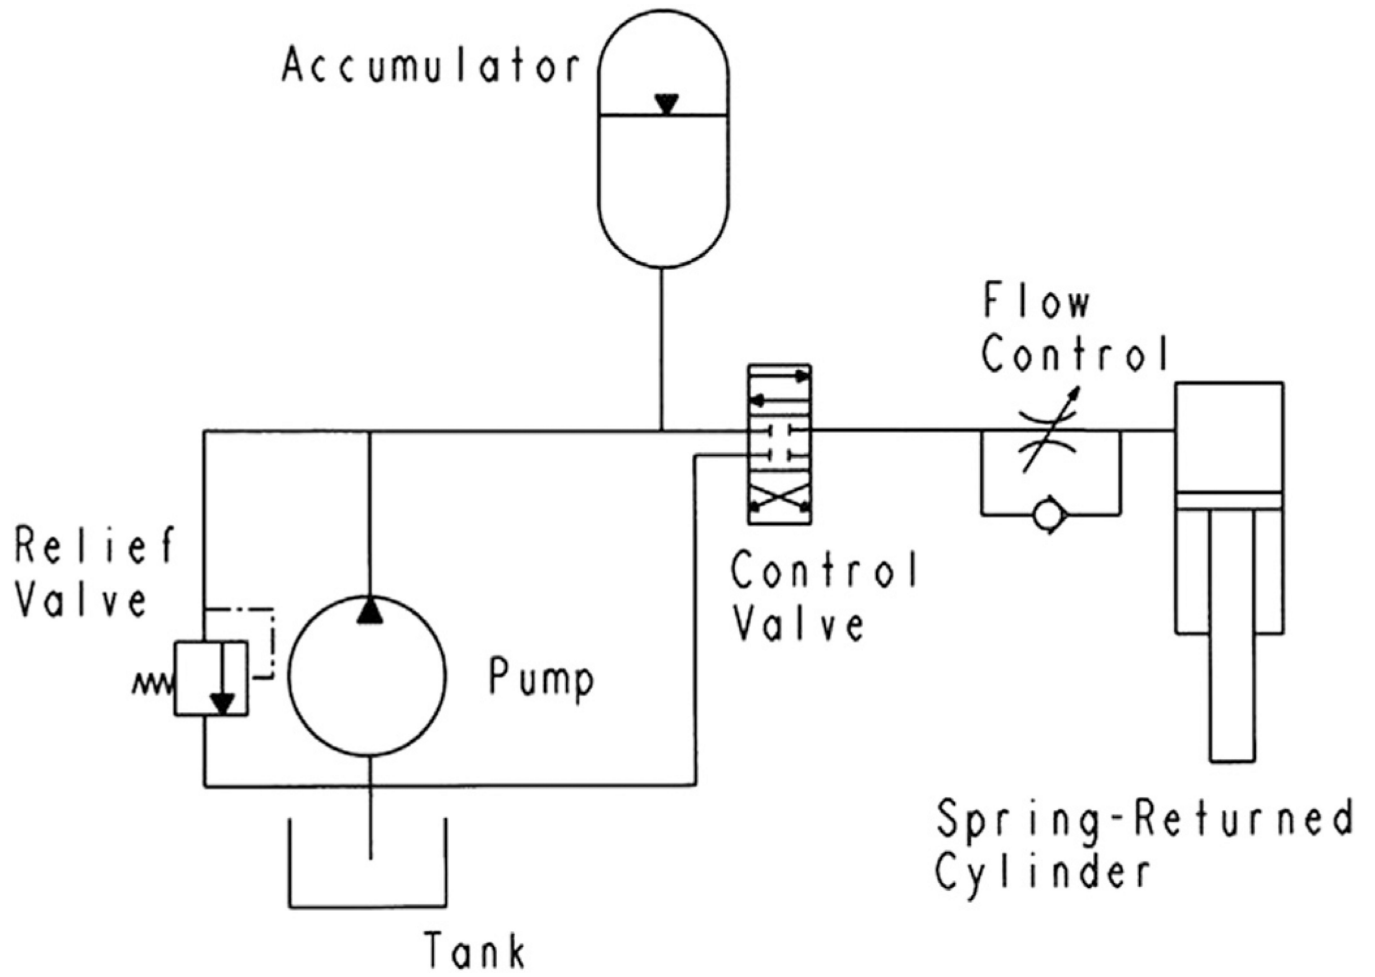 Accumulator
Flow
Control
Relief
Valve
Control
Valve
Pump
Spring-Returned
Cylinder
Tank